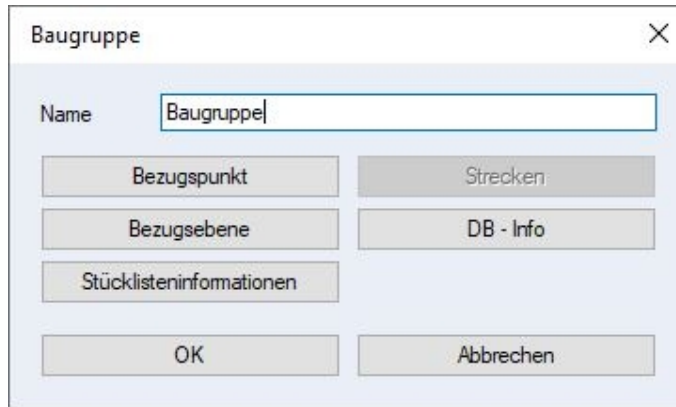 Baugruppe
Name Baugruppe
Bezugspunkt Strecken
Bezugsebene DB - Info
Stücklisteninformationen
OK Abbrechen